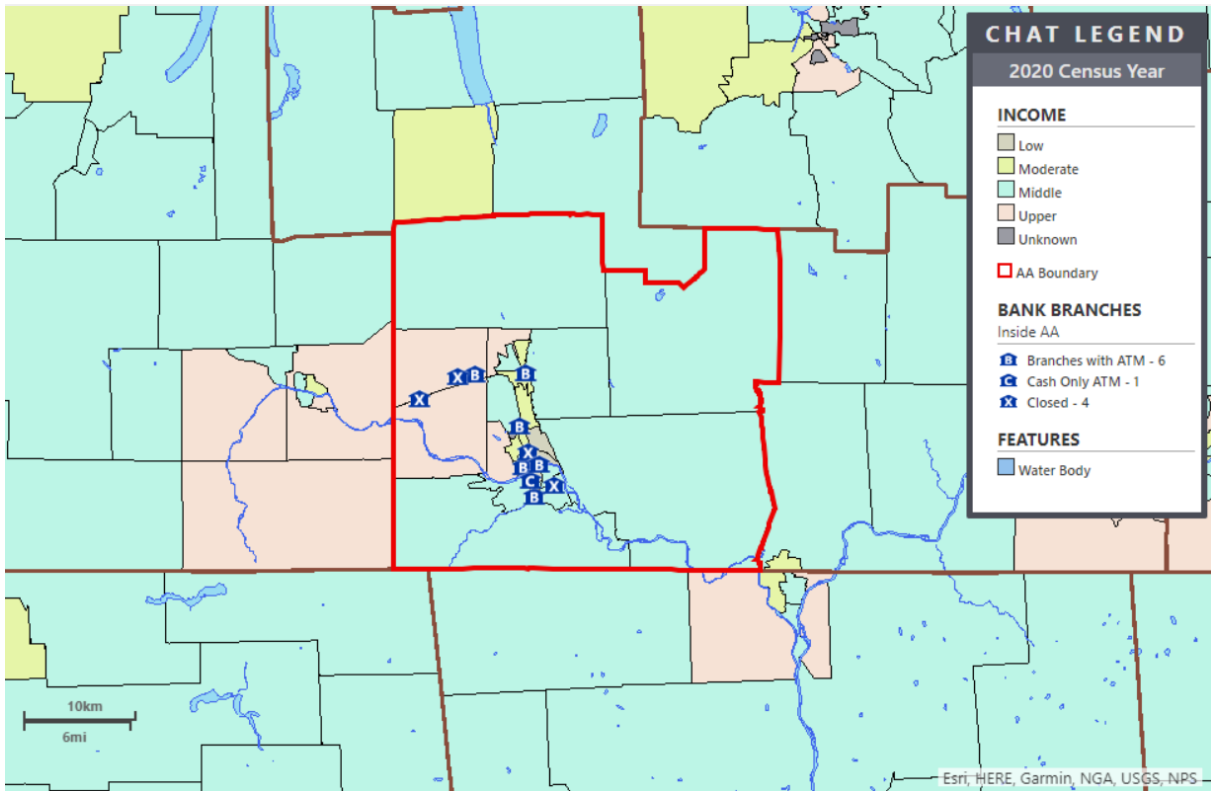 CHAT LEGEND
2020 Census Year
INCOME
Low
Moderate
Middle
Upper
Unknown
AA Boundary
BANK BRANCHES
Inside AA
B Branches with ATM - 6
C Cash Only ATM - 1
X Closed - 4
FEATURES
Water Body
X B
B
X
B
X
B B
C X
B
10km
6mi
Esri, HERE, Garmin, NGA, USGS, NPS